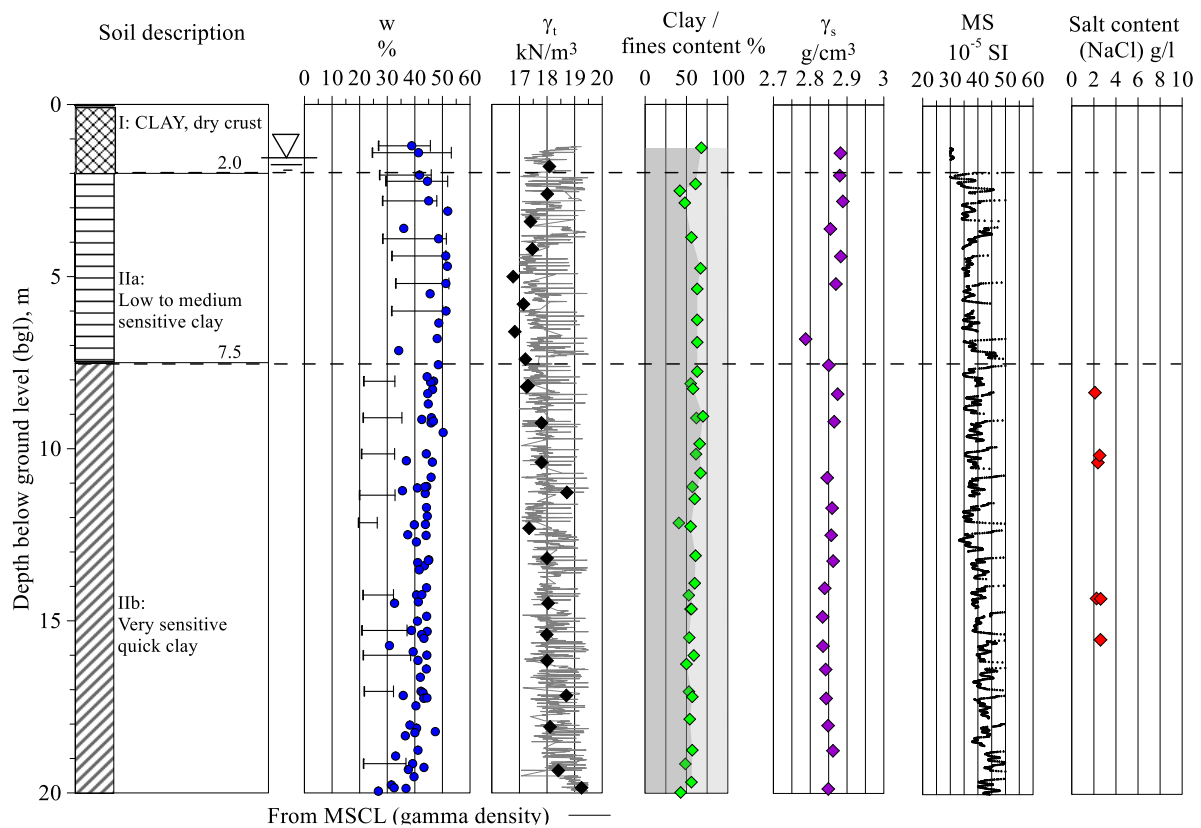 Soil description
w
%
γt
kN/m³
Clay /
fines content %
γs
g/cm³
MS
10⁻⁵ SI
Salt content
(NaCl) g/l
0 10 20 30 40 50 60
17 18 19 20
0 50 100
2.7 2.8 2.9 3
20 30 40 50 60
0 2 4 6 8 10
Depth below ground level (bgl), m
0
5
10
15
20
I: CLAY, dry crust
2.0
IIa:
Low to medium
sensitive clay
7.5
IIb:
Very sensitive
quick clay
From MSCL (gamma density)